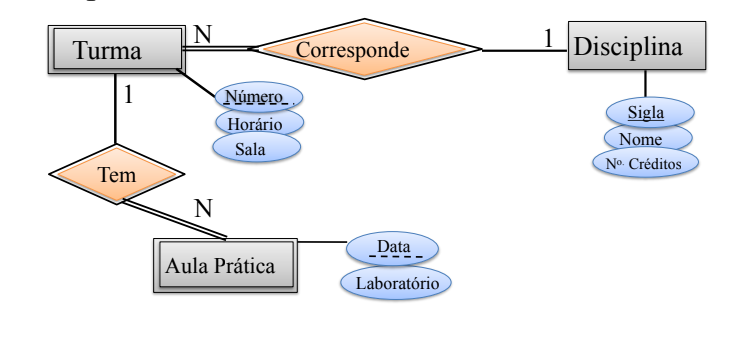 Turma
N
Corresponde
1
Disciplina
1
Número
Horário
Sala
Sigla
Nome
Nº. Créditos
Tem
N
Aula Prática
Data
Laboratório